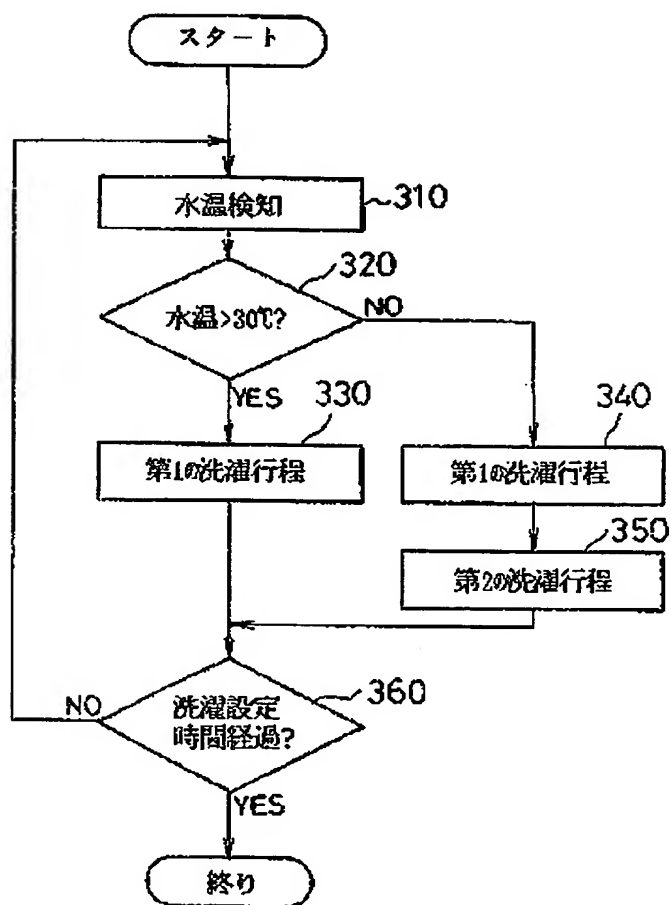 スタート
水温検知
310
320
水温>30℃?
NO
YES
330
340
第1の洗濯行程
第1の洗濯行程
350
第2の洗濯行程
360
NO
洗濯設定
時間経過?
YES
終り